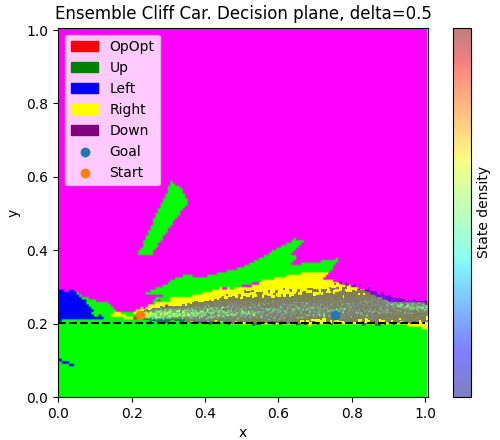 Ensemble Cliff Car. Decision plane, delta=0.5
1.0
0.8
0.6
0.4
0.2
0.0
y
OpOpt
Up
Left
Right
Down
Goal
Start
0.0 0.2 0.4 0.6 0.8 1.0
x
State density